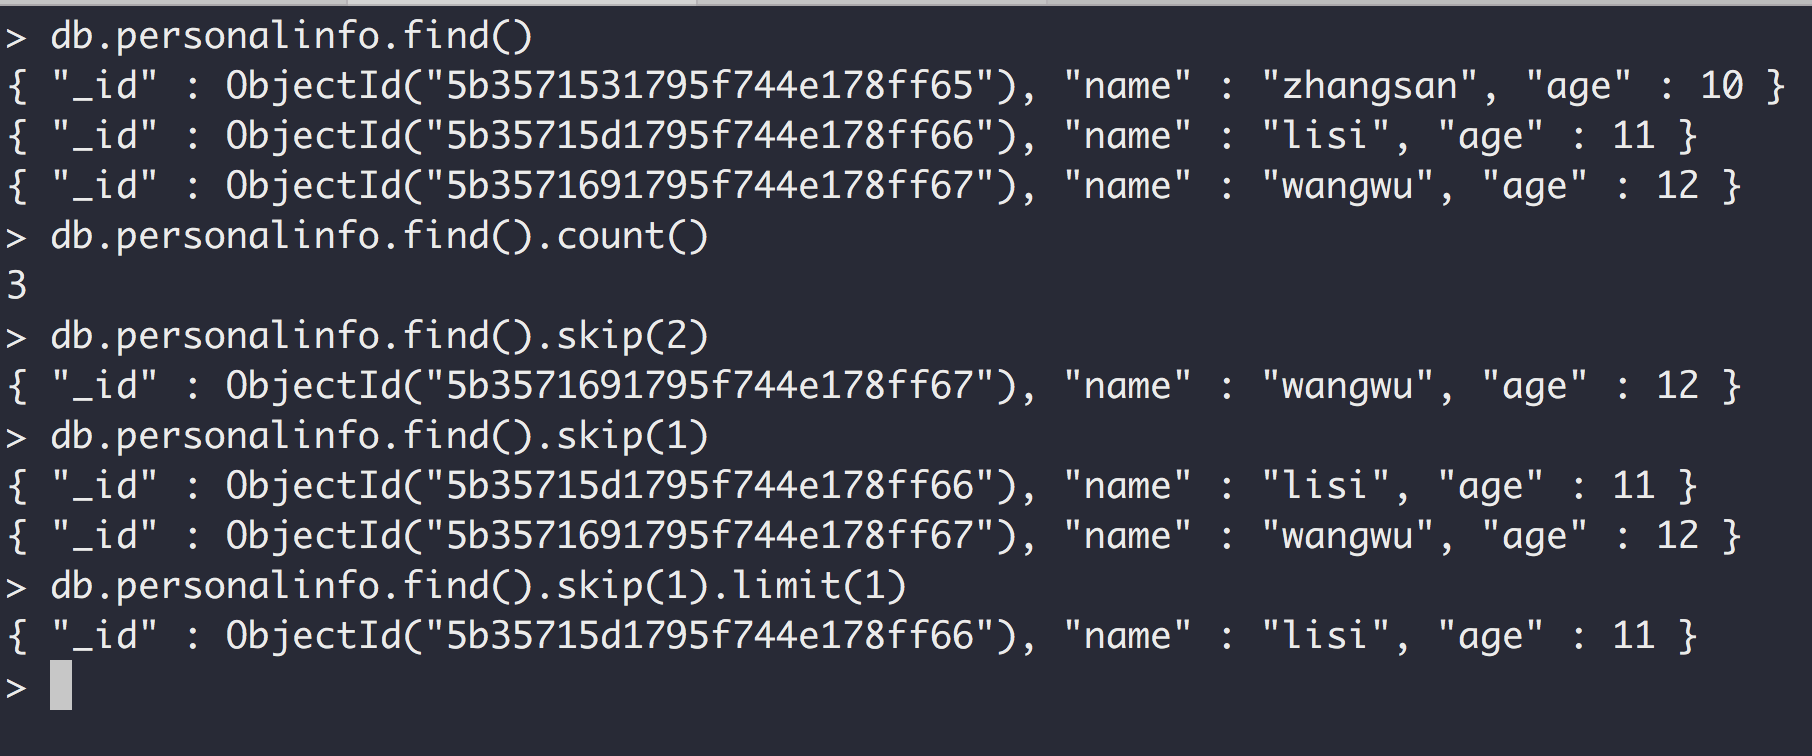 > db.personalinfo.find()
{ "_id" : ObjectId("5b3571531795f744e178ff65"), "name" : "zhangsan", "age" : 10 }
{ "_id" : ObjectId("5b35715d1795f744e178ff66"), "name" : "lisi", "age" : 11 }
{ "_id" : ObjectId("5b3571691795f744e178ff67"), "name" : "wangwu", "age" : 12 }
> db.personalinfo.find().count()
3
> db.personalinfo.find().skip(2)
{ "_id" : ObjectId("5b3571691795f744e178ff67"), "name" : "wangwu", "age" : 12 }
> db.personalinfo.find().skip(1)
{ "_id" : ObjectId("5b35715d1795f744e178ff66"), "name" : "lisi", "age" : 11 }
{ "_id" : ObjectId("5b3571691795f744e178ff67"), "name" : "wangwu", "age" : 12 }
> db.personalinfo.find().skip(1).limit(1)
{ "_id" : ObjectId("5b35715d1795f744e178ff66"), "name" : "lisi", "age" : 11 }
>